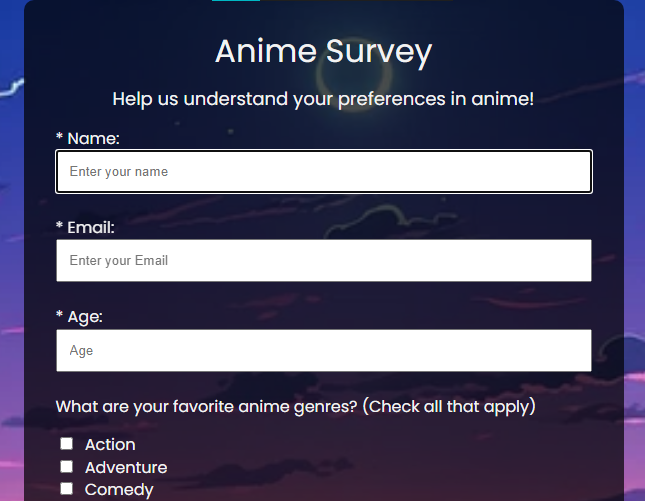 Anime Survey
Help us understand your preferences in anime!
* Name:
Enter your name
* Email:
Enter your Email
* Age:
Age
What are your favorite anime genres? (Check all that apply)
Action
Adventure
Comedy